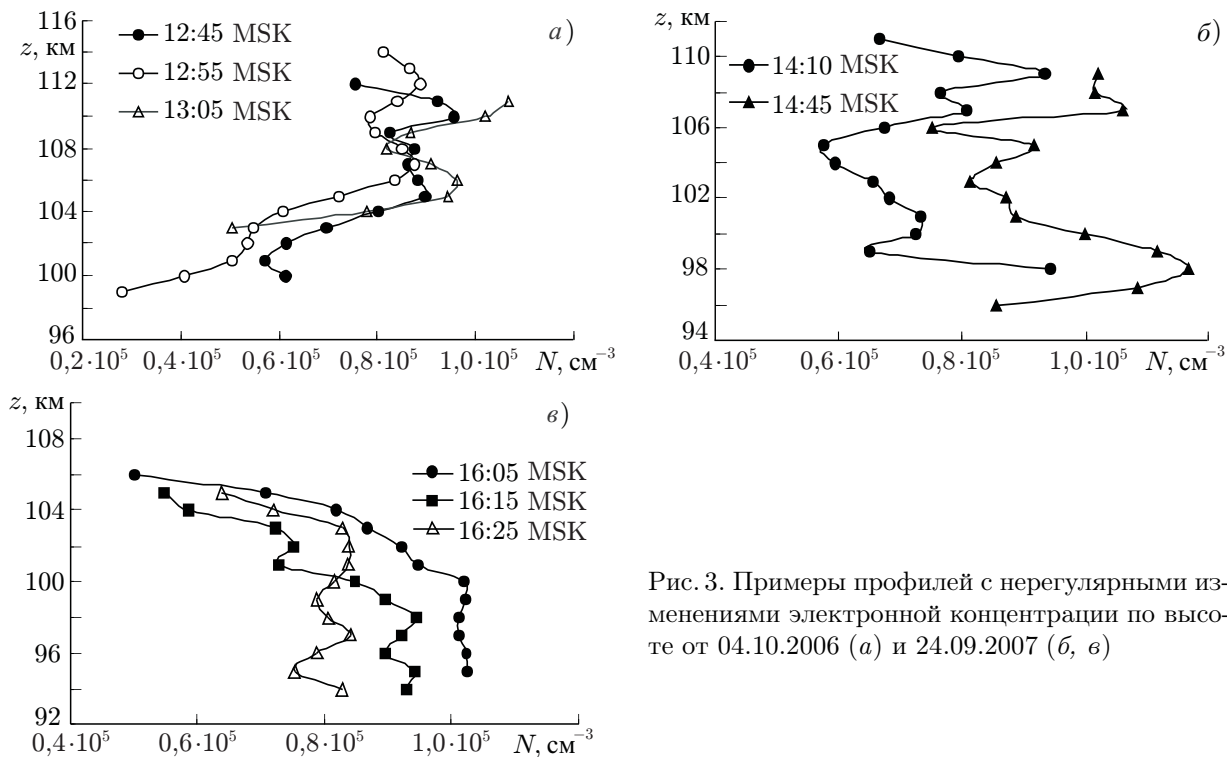 116
z, км
112
108
104
100
96
12:45 MSK
12:55 MSK
13:05 MSK
а)
0,2·10⁵ 0,4·10⁵ 0,6·10⁵ 0,8·10⁵ 1,0·10⁵ N, см⁻³
z, км
110
106
102
98
94
14:10 MSK
14:45 MSK
б)
0,4·10⁵ 0,6·10⁵ 0,8·10⁵ 1,0·10⁵ N, см⁻³
z, км
108
104
100
96
92
16:05 MSK
16:15 MSK
16:25 MSK
в)
0,4·10⁵ 0,6·10⁵ 0,8·10⁵ 1,0·10⁵ N, см⁻³
Рис. 3. Примеры профилей с нерегулярными из-
менениями электронной концентрации по высо-
те от 04.10.2006 (а) и 24.09.2007 (б, в)